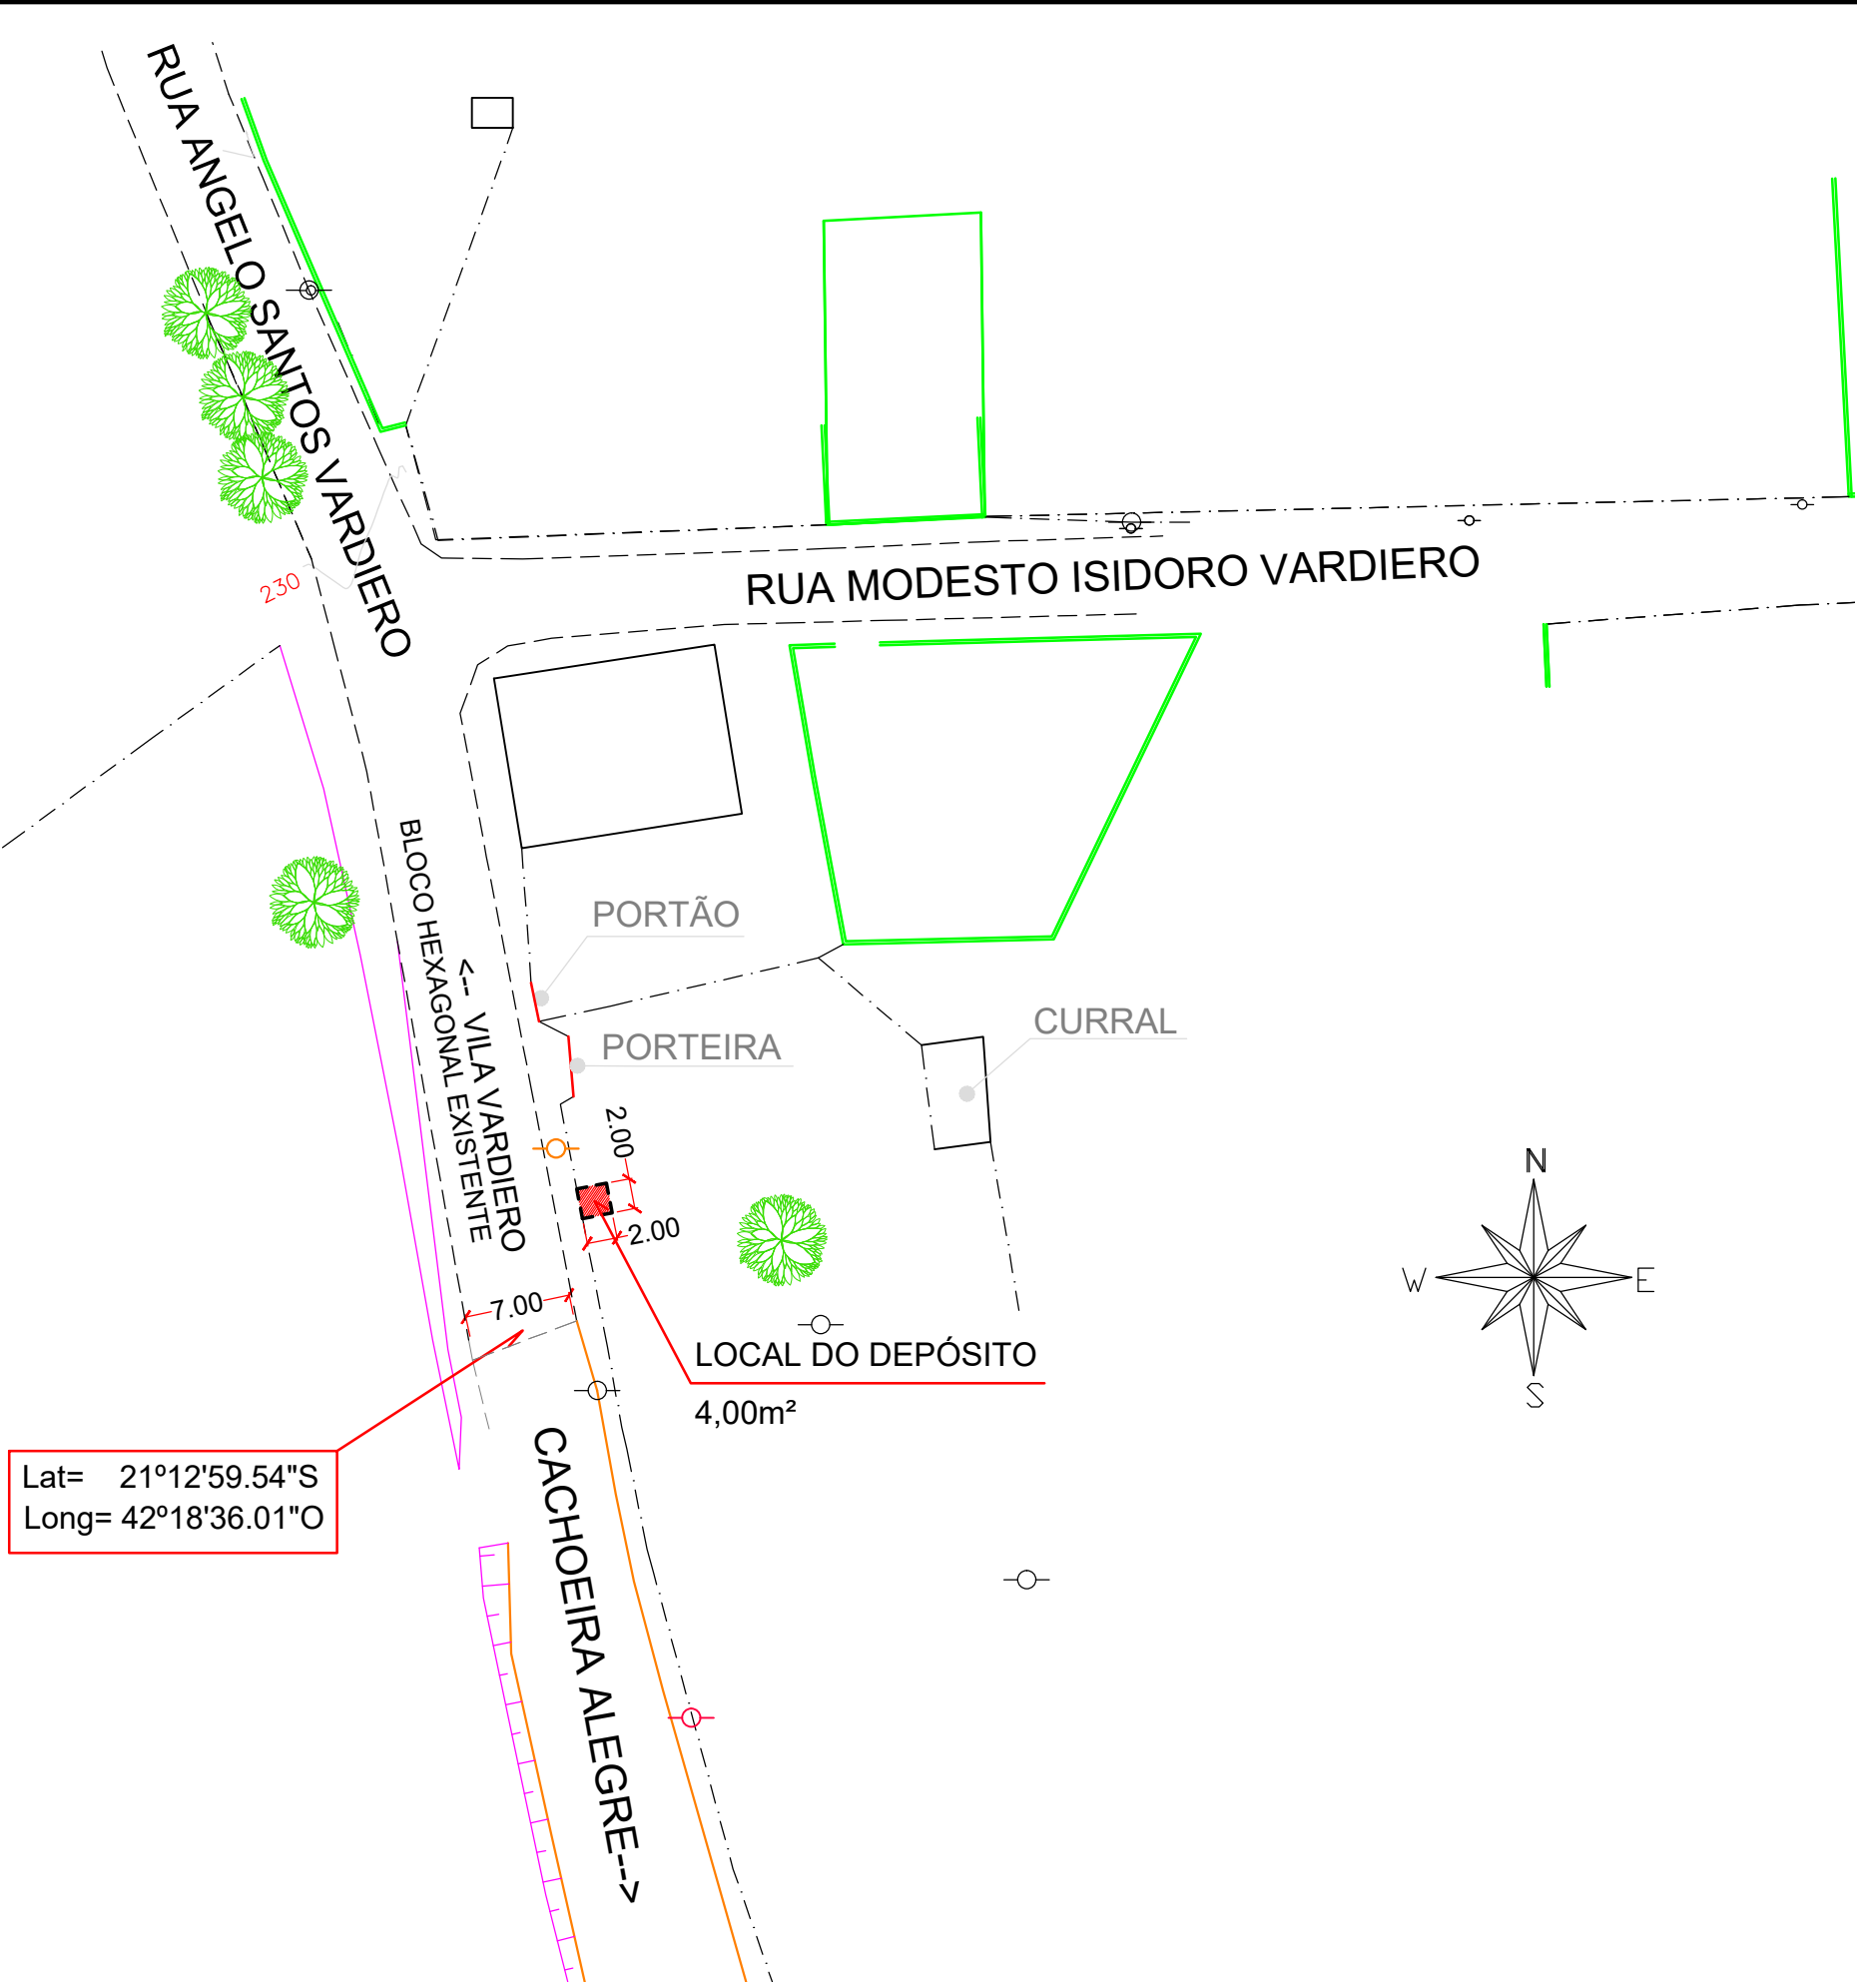 RUA ANGELO SANTOS VARDIERO
RUA MODESTO ISIDORO VARDIERO
230
BLOCO HEXAGONAL EXISTENTE
<-- VILA VARDIERO
PORTÃO
PORTEIRA
CURRAL
2.00
2.00
7.00
LOCAL DO DEPÓSITO
4,00m²
N
W
E
S
Lat= 21º12'59.54"S
Long= 42º18'36.01"O
CACHOEIRA ALEGRE-->